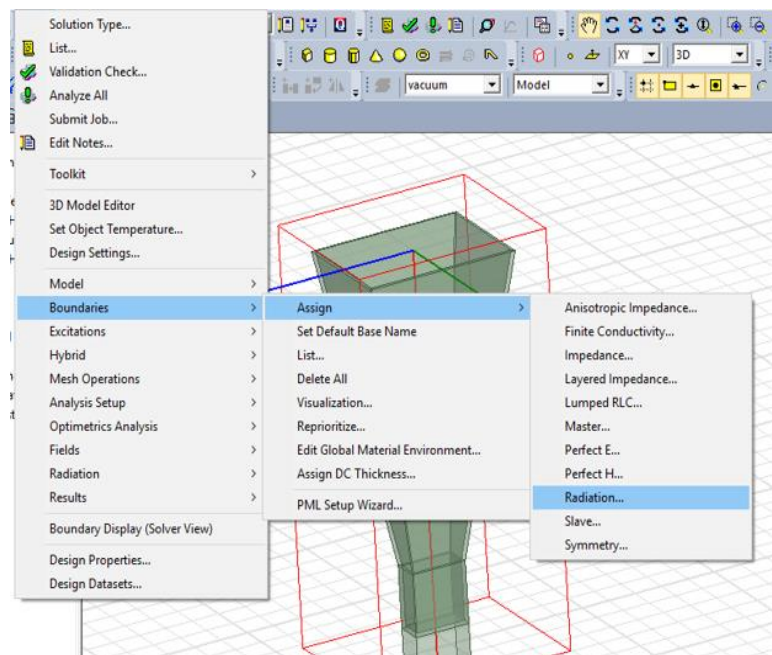 XY
3D
vacuum
Model
Solution Type...
List...
Validation Check...
Analyze All
Submit Job...
Edit Notes...
Toolkit
3D Model Editor
Set Object Temperature...
Design Settings...
Model
Boundaries
Excitations
Hybrid
Mesh Operations
Analysis Setup
Optimetrics Analysis
Fields
Radiation
Results
Boundary Display (Solver View)
Design Properties...
Design Datasets...
Assign
Set Default Base Name
List...
Delete All
Visualization...
Reprioritize...
Edit Global Material Environment...
Assign DC Thickness...
PML Setup Wizard...
Anisotropic Impedance...
Finite Conductivity...
Impedance...
Layered Impedance...
Lumped RLC...
Master...
Perfect E...
Perfect H...
Radiation...
Slave...
Symmetry...